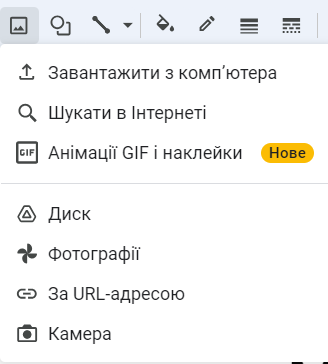 Завантажити з комп’ютера
Шукати в Інтернеті
GIF Анімації GIF і наклейки Нове
Диск
Фотографії
За URL-адресою
Камера